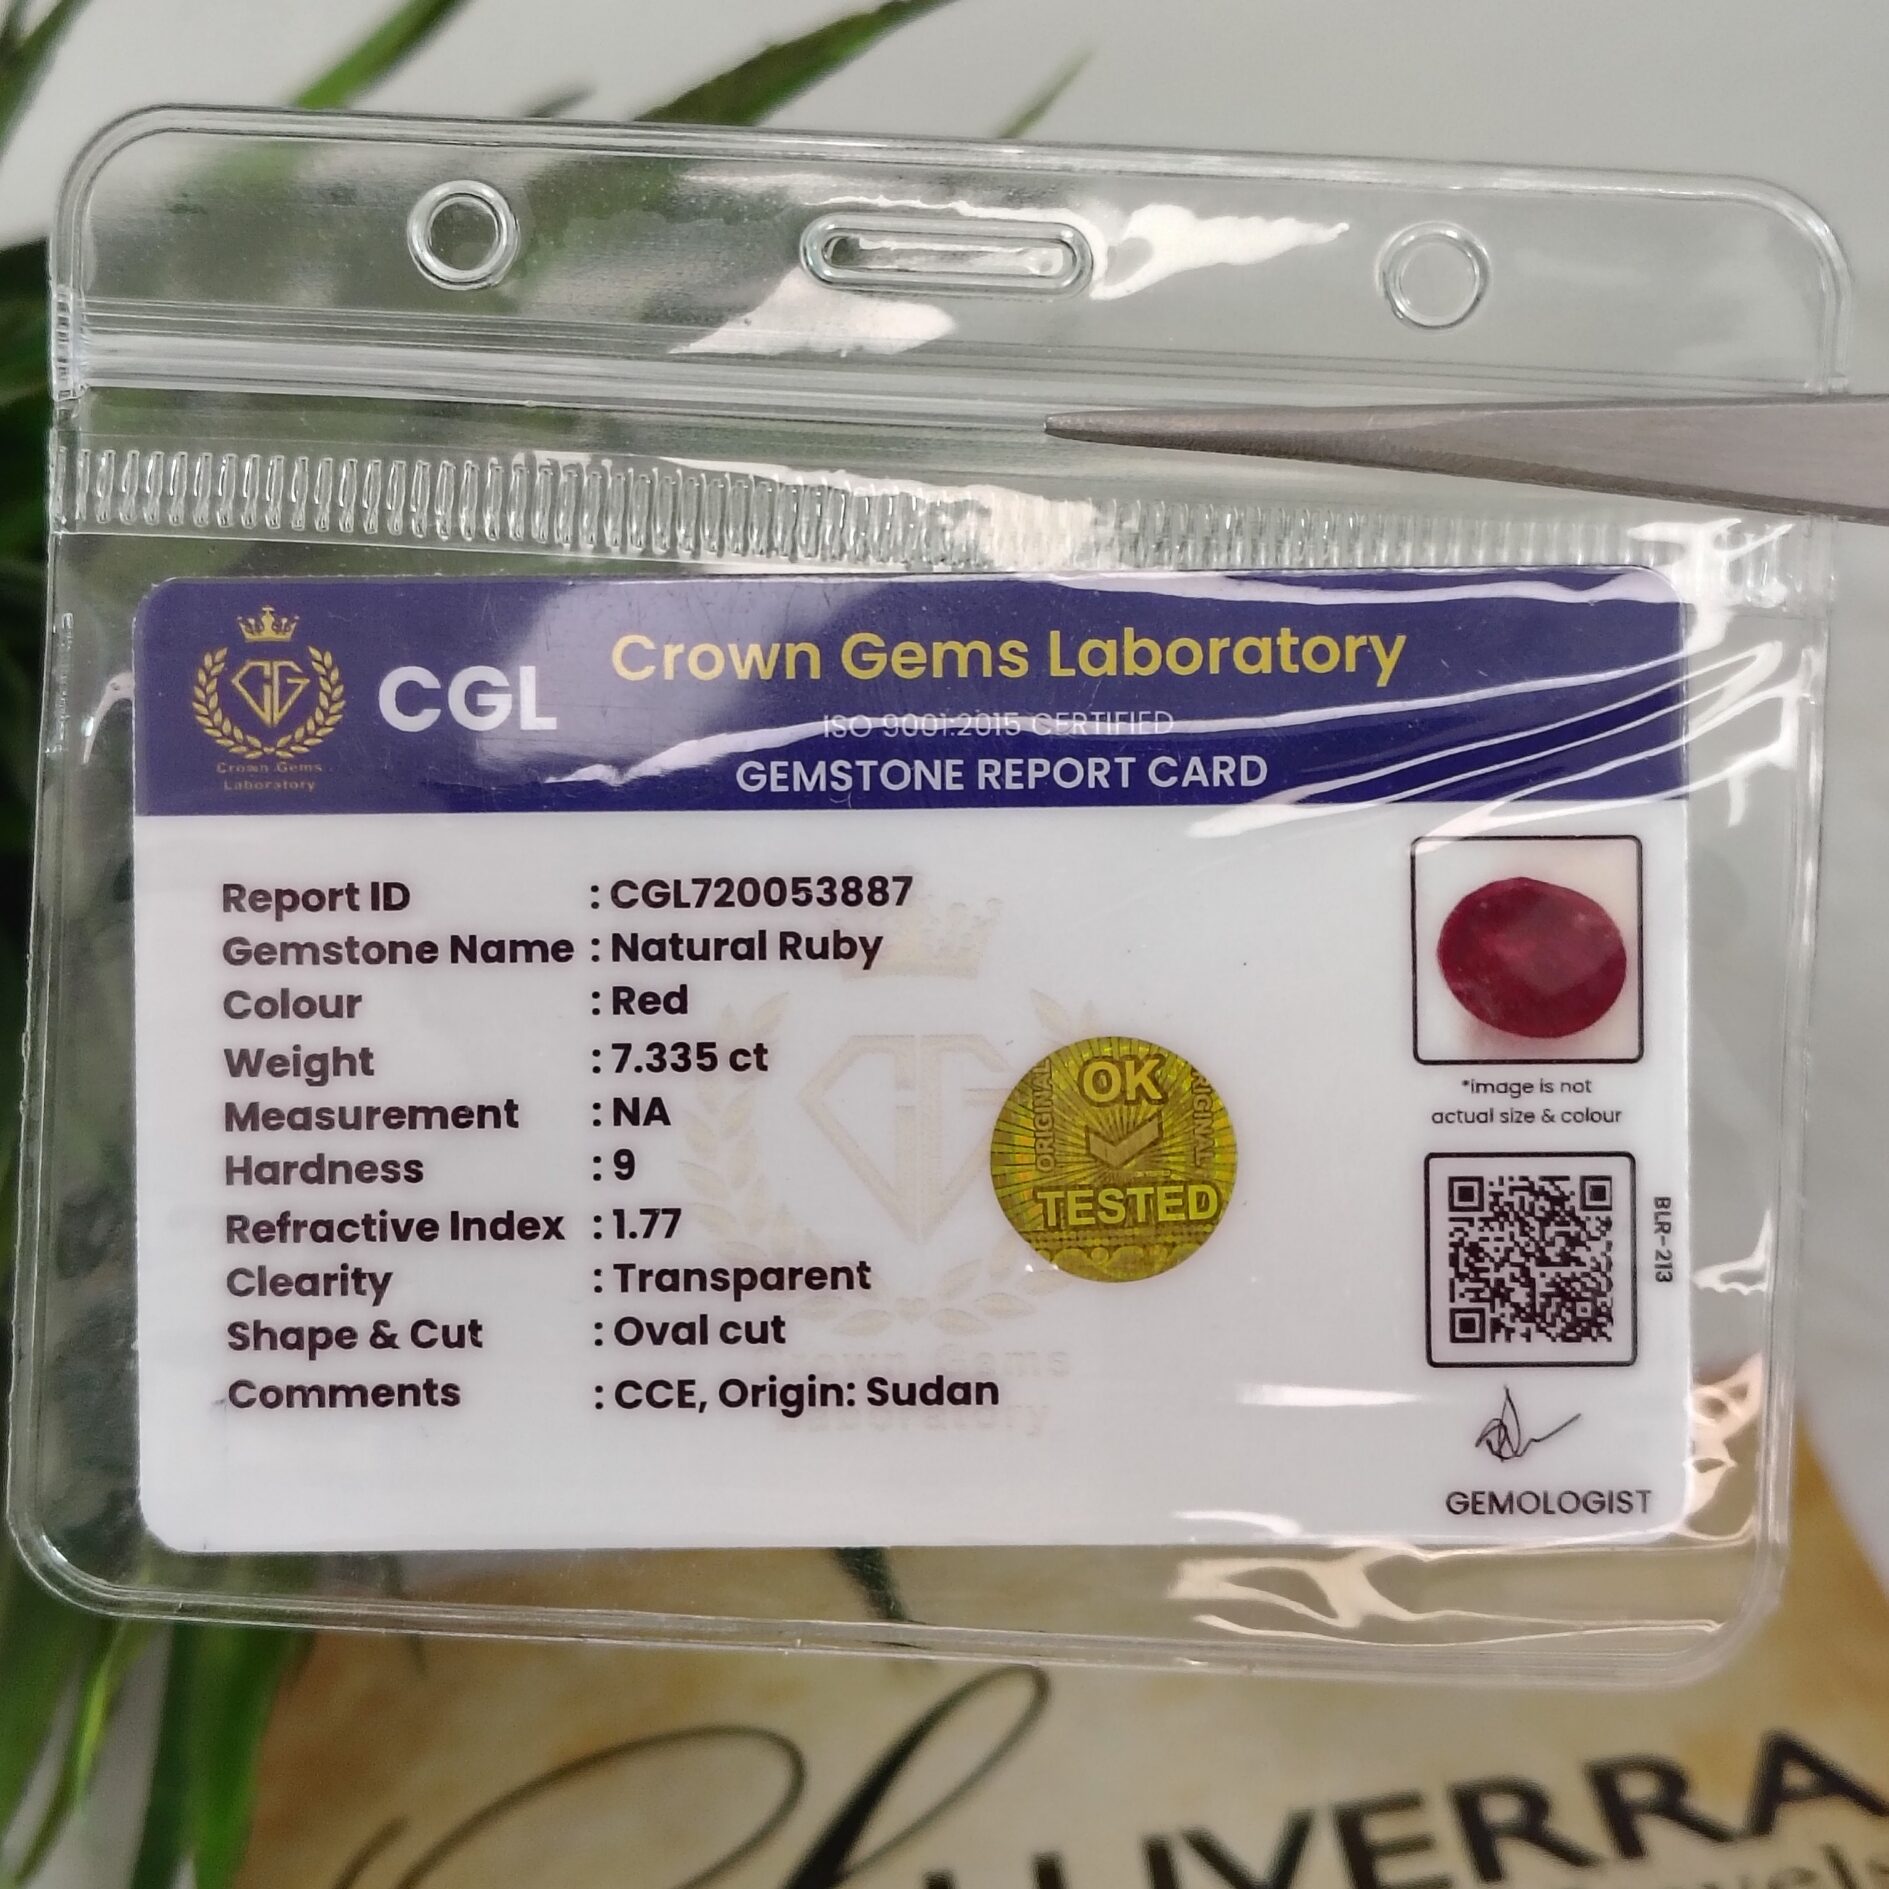 Crown Gems
Laboratory
CGL
Crown Gems Laboratory
ISO 9001:2015 CERTIFIED
GEMSTONE REPORT CARD
Report ID : CGL720053887
Gemstone Name : Natural Ruby
Colour : Red
Weight : 7.335 ct
Measurement : NA
Hardness : 9
Refractive Index : 1.77
Clearity : Transparent
Shape & Cut : Oval cut
Comments : CCE, Origin: Sudan
Crown Gems
Laboratory
ORIGINAL
OK
ORIGINAL
TESTED
*image is not
actual size & colour
BLR-213
GEMOLOGIST